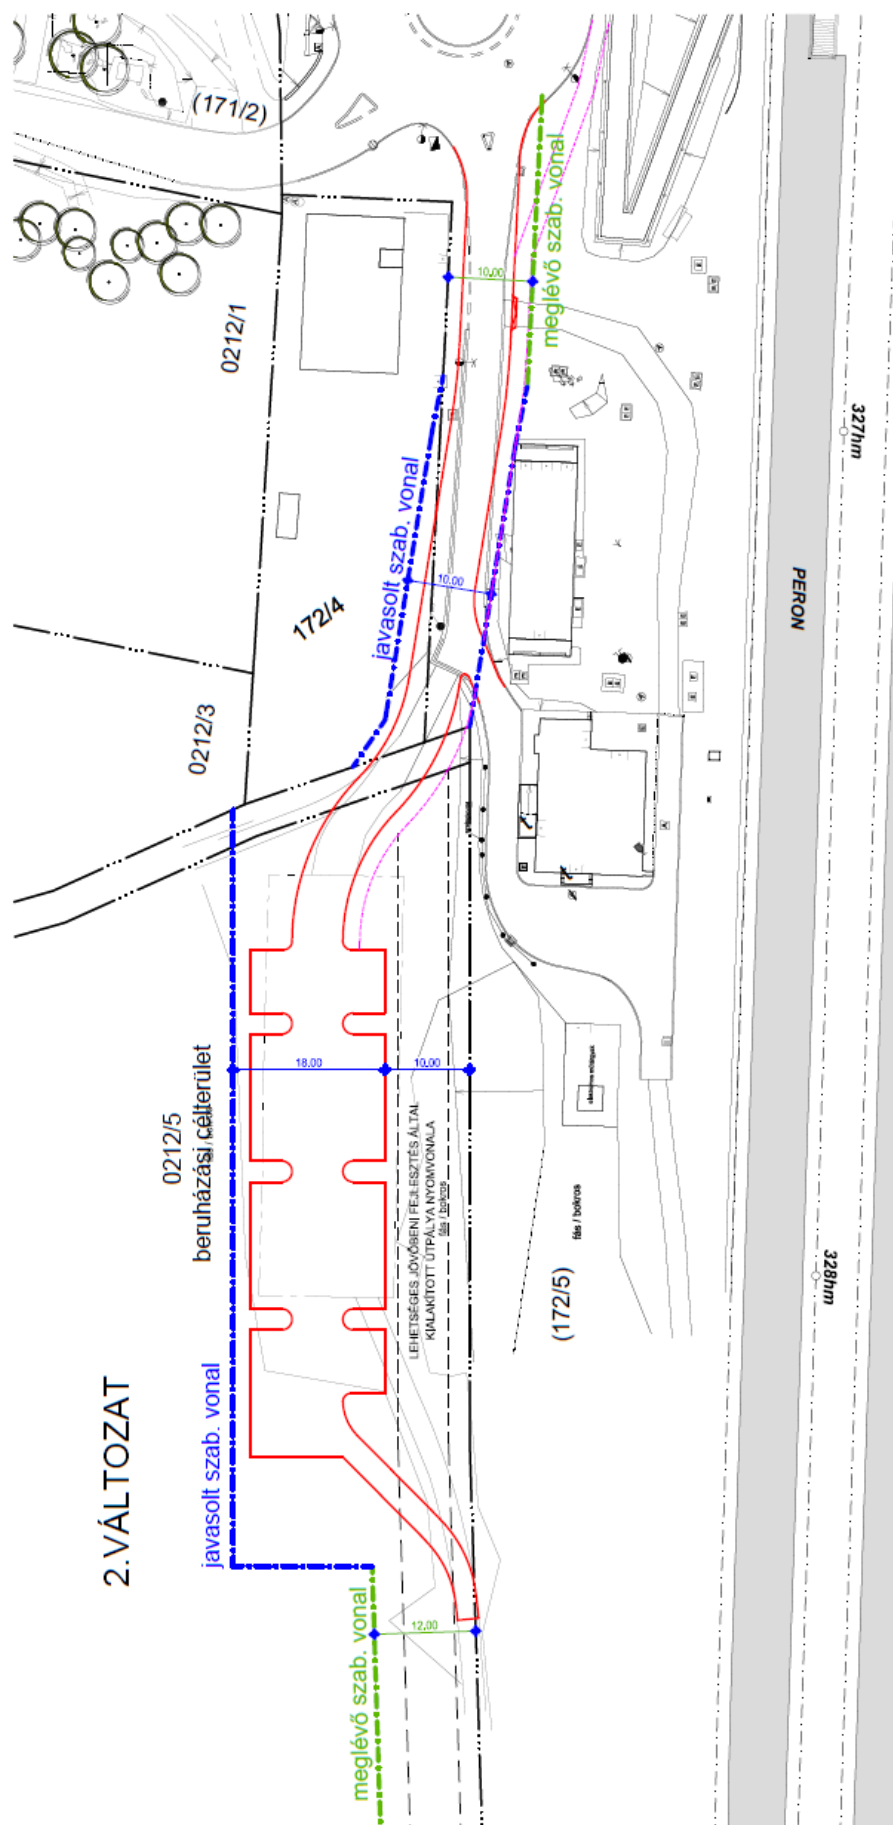 (171/2)
meglévő szab. vonal
10.00
0212/1
327hm
javasolt szab. vonal
10.00
PERON
172/4
0212/3
18.00
10.00
0212/5
beruházási célterület
LEHETSÉGES JÖVŐBENI FEJLESZTÉS ÁLTAL
KIALAKÍTOTT ÚTPÁLYA NYOMVONALA
fás / bokros
fás / bokros
(172/5)
328hm
2.VÁLTOZAT
javasolt szab. vonal
meglévő szab. vonal
12.00